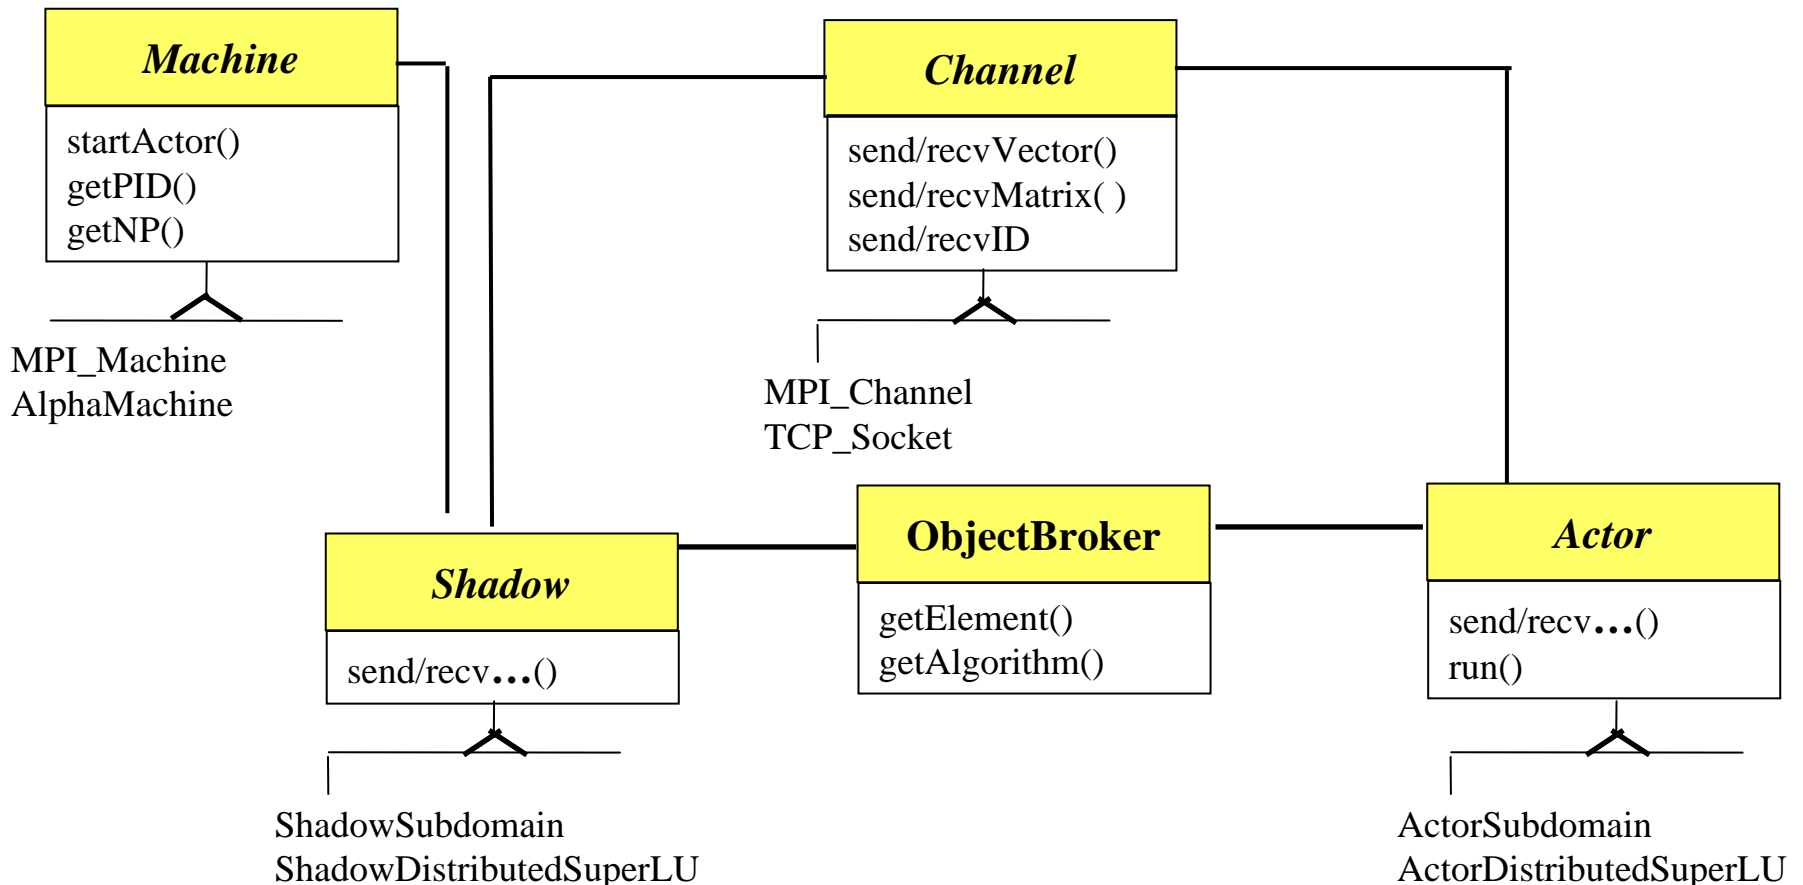 Machine
startActor()
getPID()
getNP()
MPI_Machine
AlphaMachine
Channel
send/recvVector()
send/recvMatrix( )
send/recvID
MPI_Channel
TCP_Socket
Shadow
send/recv...()
ShadowSubdomain
ShadowDistributedSuperLU
ObjectBroker
getElement()
getAlgorithm()
Actor
send/recv...()
run()
ActorSubdomain
ActorDistributedSuperLU